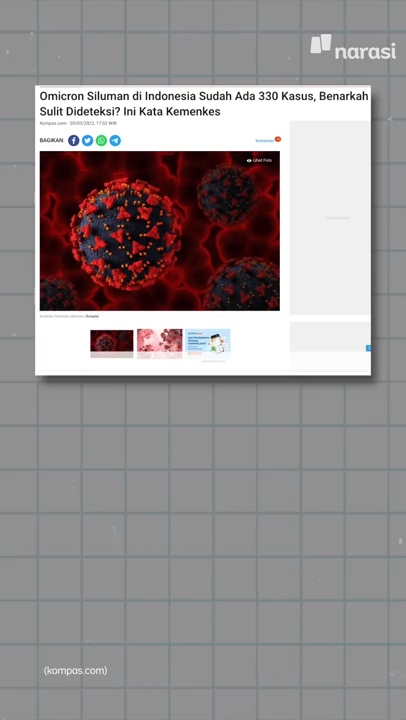 narasi
Omicron Siluman di Indonesia Sudah Ada 330 Kasus, Benarkah
Sulit Dideteksi? Ini Kata Kemenkes
Kompas.com - 03/03/2022, 17:02 WIB
BAGIKAN:
Komentar
Lihat Foto
(freepik)
(kompas.com)